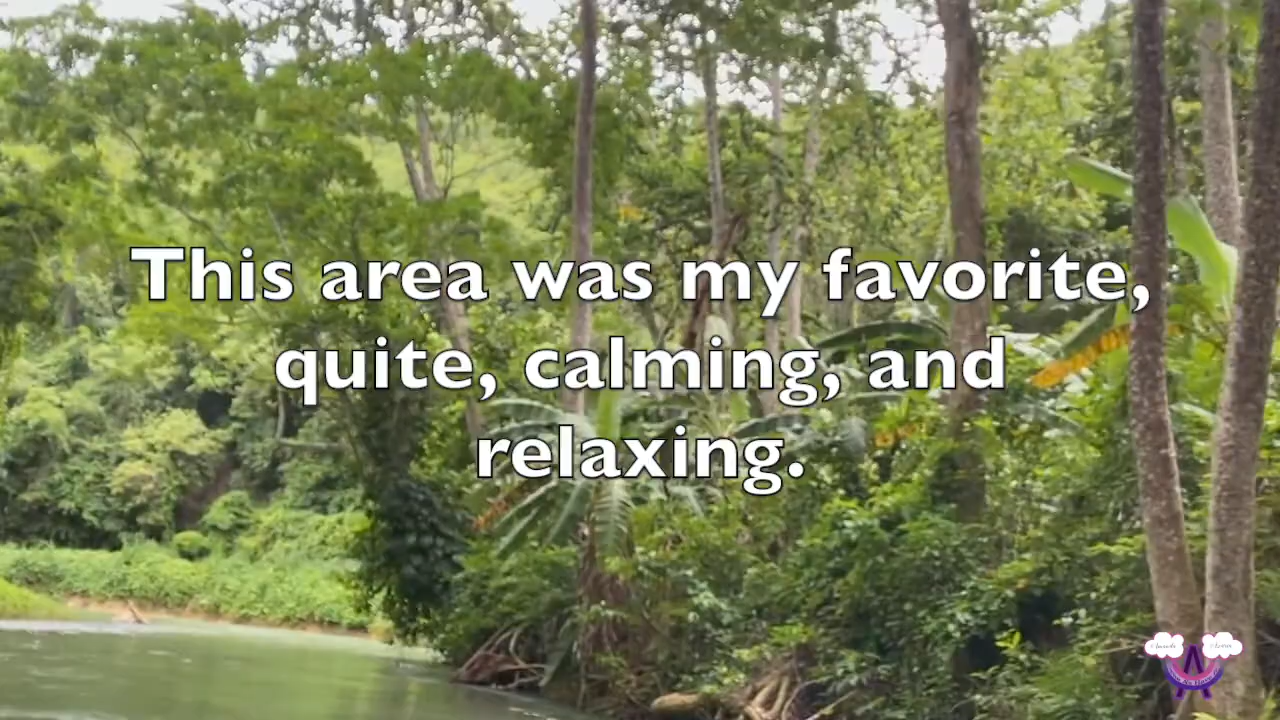 This area was my favorite,
quite, calming, and
relaxing.